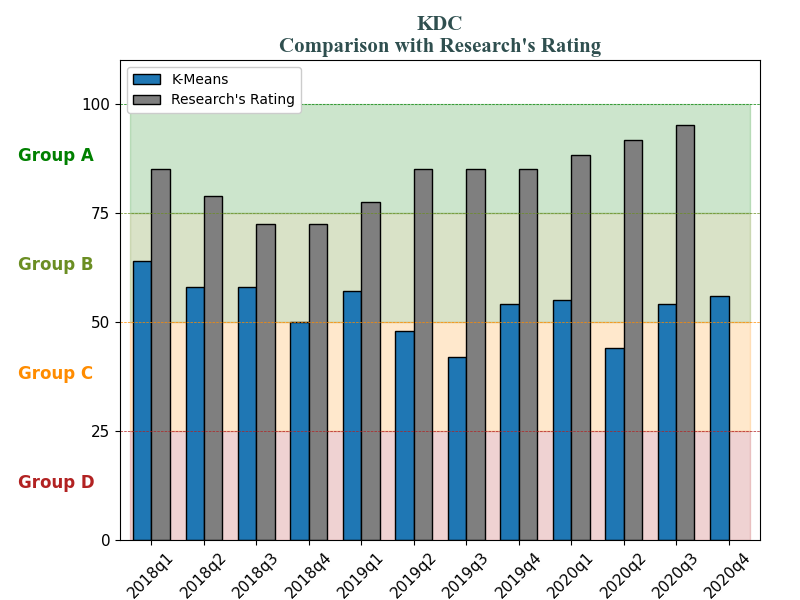 KDC
Comparison with Research's Rating
K-Means
Research's Rating
100
Group A
75
Group B
50
Group C
25
Group D
0
2018q1
2018q2
2018q3
2018q4
2019q1
2019q2
2019q3
2019q4
2020q1
2020q2
2020q3
2020q4